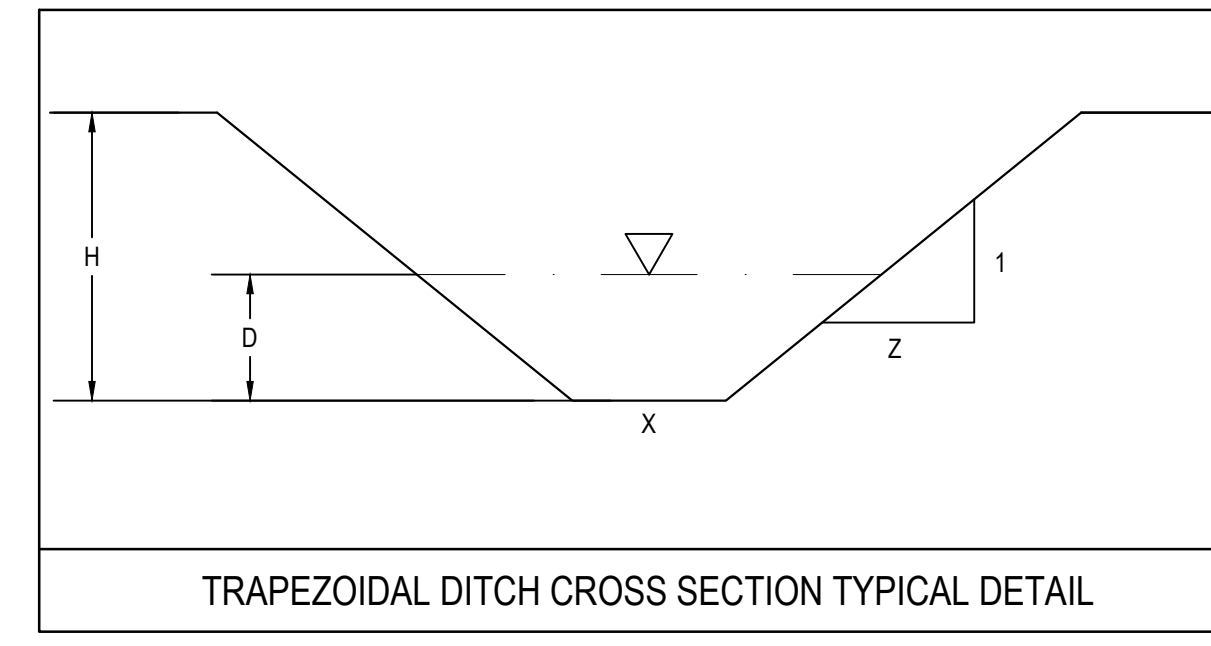 H
D
1
Z
X
TRAPEZOIDAL DITCH CROSS SECTION TYPICAL DETAIL